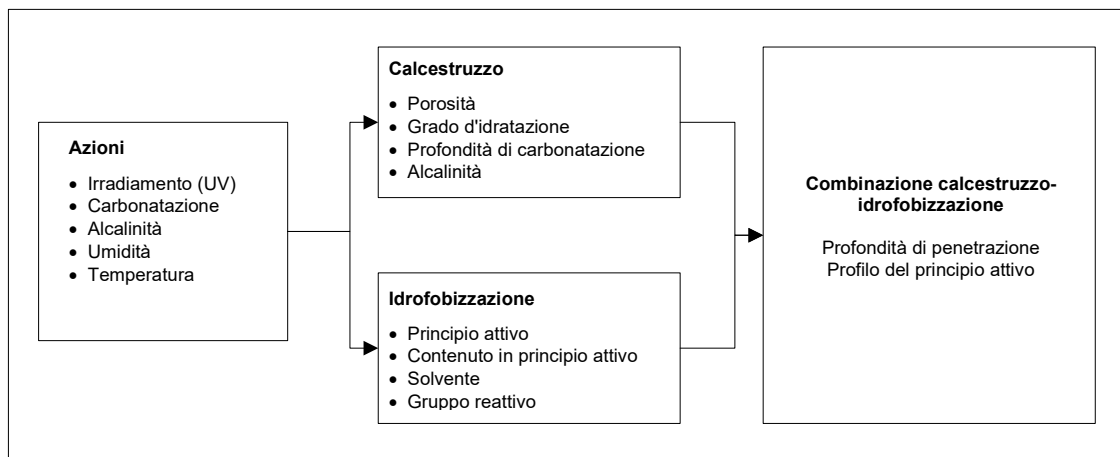 Azioni
• Irradiamento (UV)
• Carbonatazione
• Alcalinità
• Umidità
• Temperatura
Calcestruzzo
• Porosità
• Grado d'idratazione
• Profondità di carbonatazione
• Alcalinità
Idrofobizzazione
• Principio attivo
• Contenuto in principio attivo
• Solvente
• Gruppo reattivo
Combinazione calcestruzzo-
idrofobizzazione
Profondità di penetrazione
Profilo del principio attivo